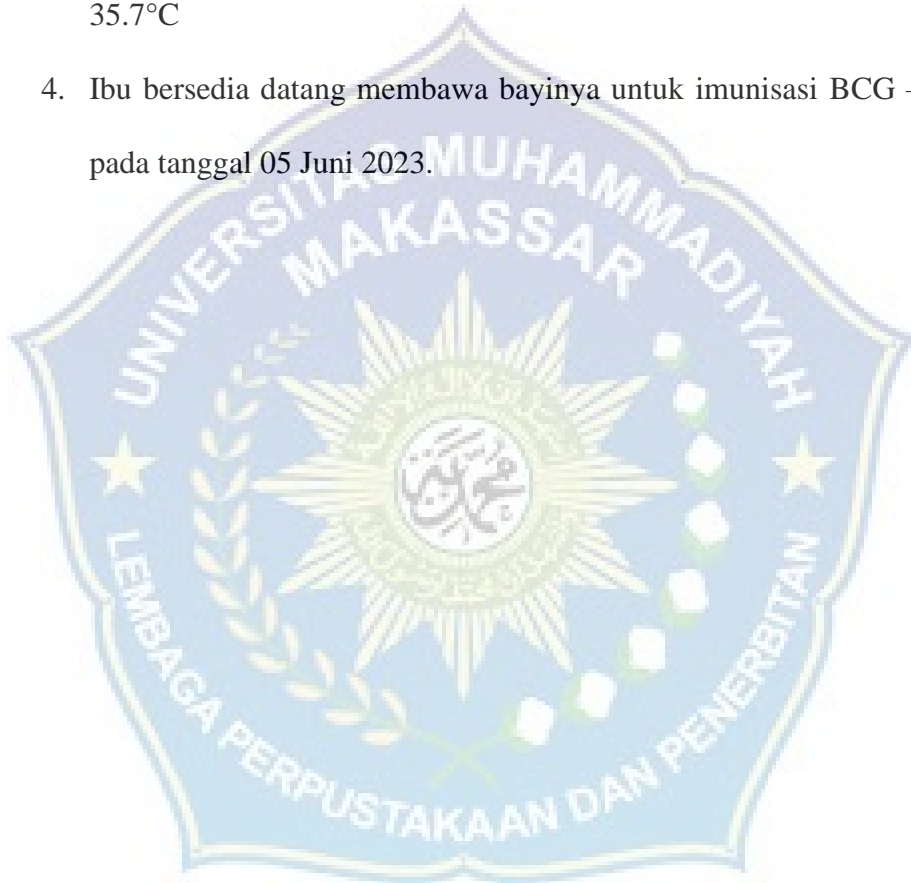 35.7°C
4. Ibu bersedia datang membawa bayinya untuk imunisasi BCG -
pada tanggal 05 Juni 2023.
UNIVERSITAS MUHAMMADIYAH
MAKASSAR
LEMBAGA PERPUSTAKAAN DAN PENERBITAN